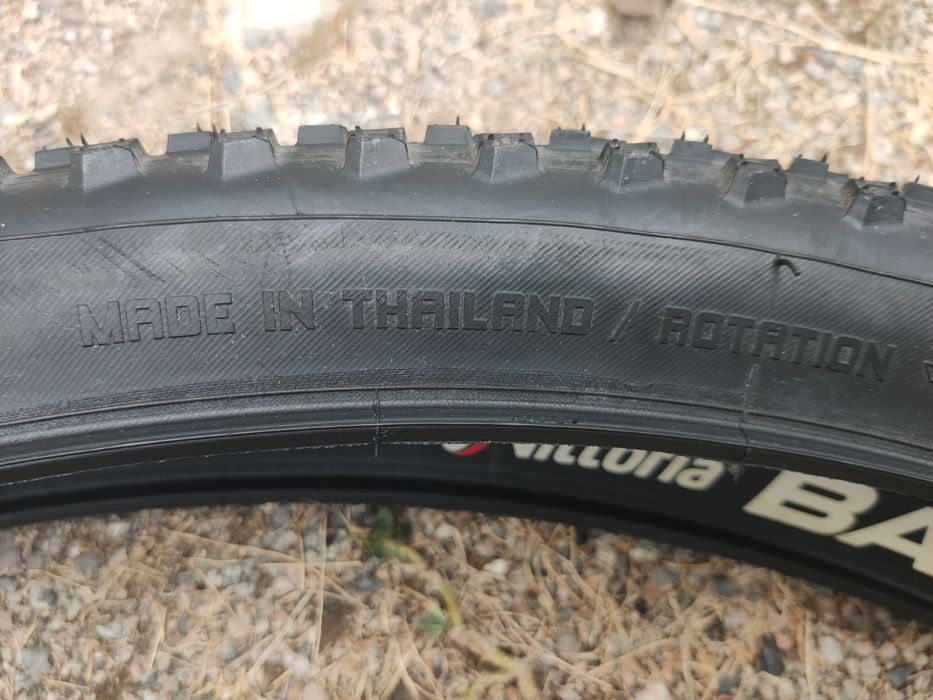 MADE IN THAILAND / ROTATION
vittoria
BA